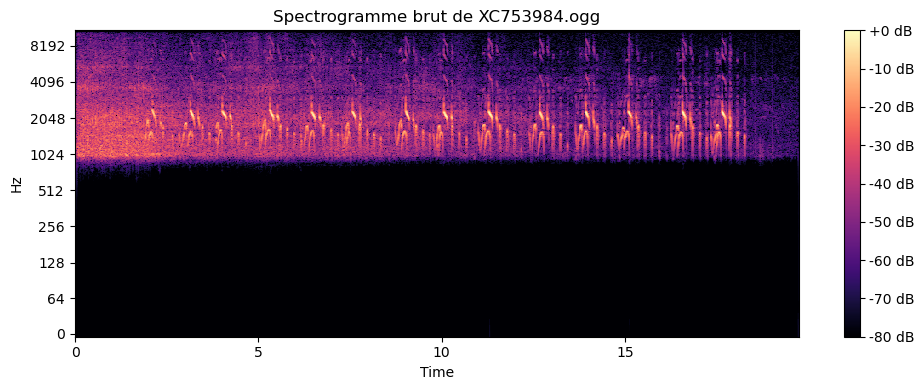 Spectrogramme brut de XC753984.ogg
Hz
8192
4096
2048
1024
512
256
128
64
0
0
5
10
15
Time
+0 dB
-10 dB
-20 dB
-30 dB
-40 dB
-50 dB
-60 dB
-70 dB
-80 dB